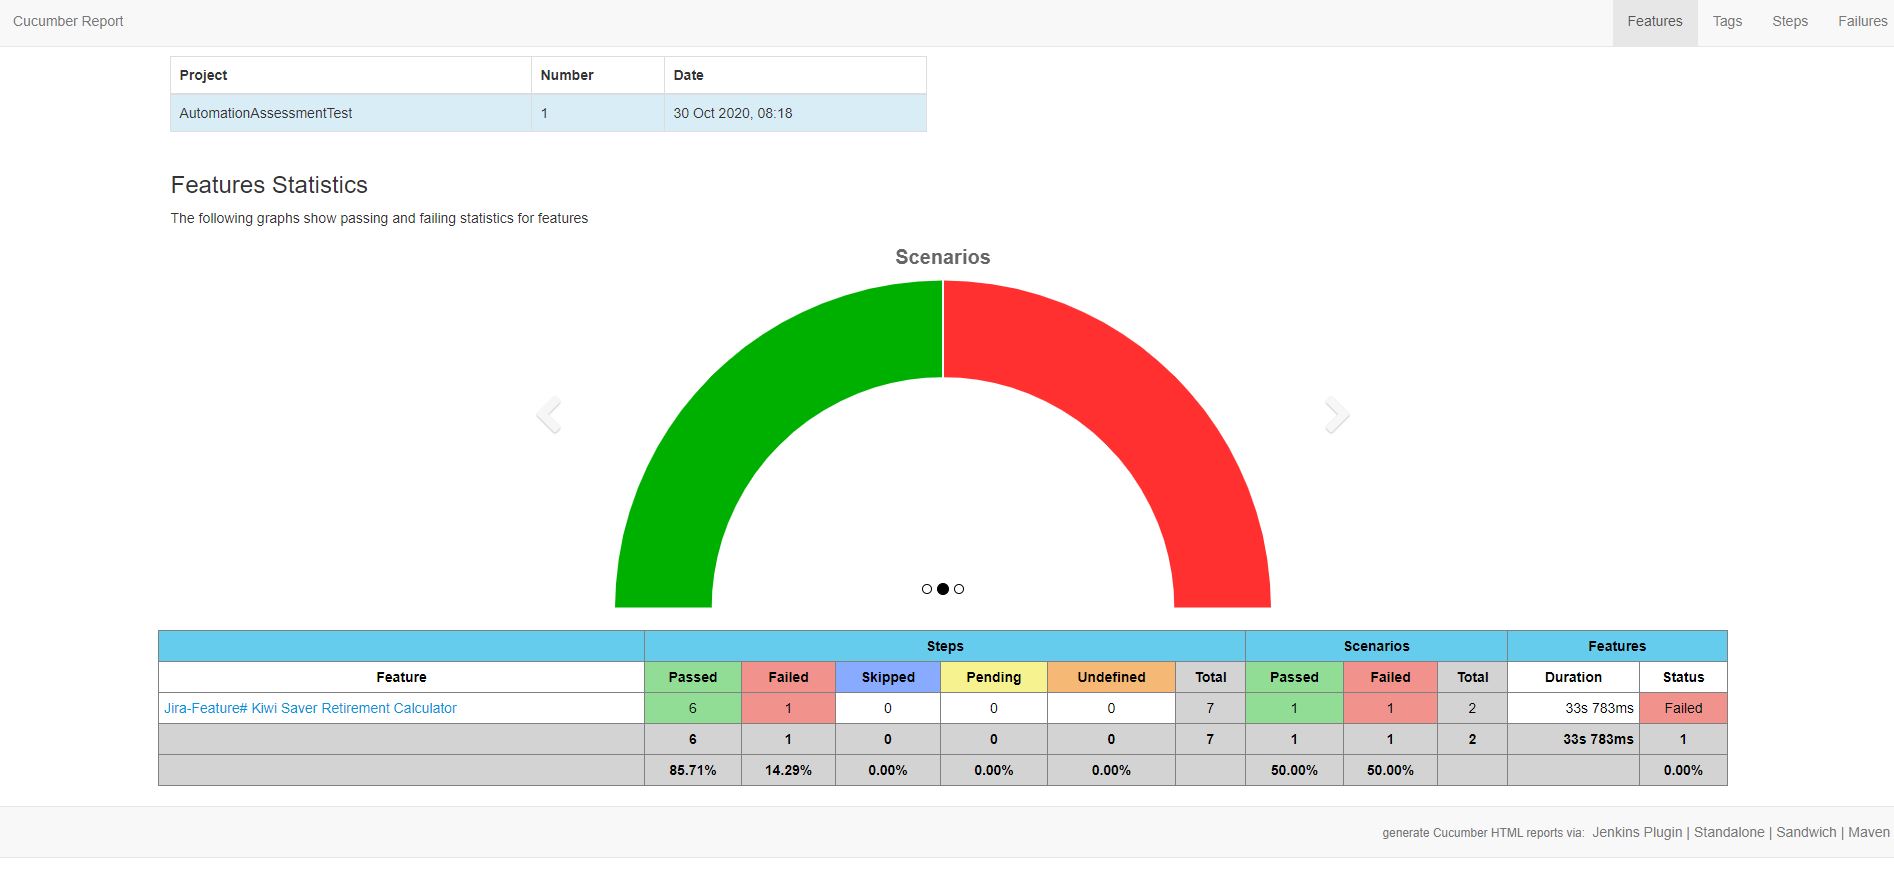 Cucumber Report Features Tags Steps Failures
Project Number Date
AutomationAssessmentTest 1 30 Oct 2020, 08:18
Features Statistics
The following graphs show passing and failing statistics for features
Scenarios
Steps Scenarios Features
Feature Passed Failed Skipped Pending Undefined Total Passed Failed Total Duration Status
Jira-Feature# Kiwi Saver Retirement Calculator 6 1 0 0 0 7 1 1 2 33s 783ms Failed
6 1 0 0 0 7 1 1 2 33s 783ms 1
85.71% 14.29% 0.00% 0.00% 0.00% 50.00% 50.00% 0.00%
generate Cucumber HTML reports via: Jenkins Plugin | Standalone | Sandwich | Maven